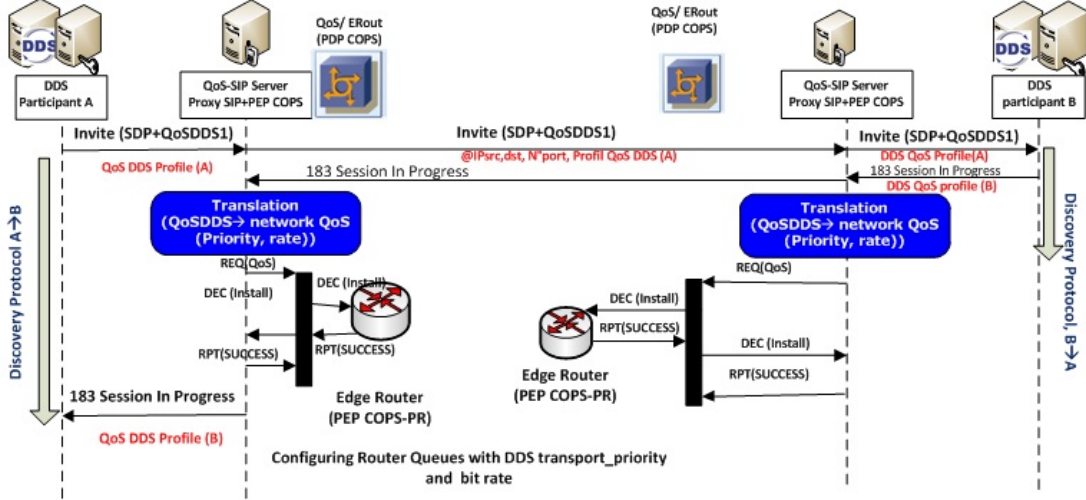 QoS/ ERout
(PDP COPS)
QoS/ ERout
(PDP COPS)
DDS
DDS
DDS
Participant A
QoS-SIP Server
Proxy SIP+PEP COPS
QoS-SIP Server
Proxy SIP+PEP COPS
DDS
participant B
Invite (SDP+QoSDDS1)
Invite (SDP+QoSDDS1)
Invite (SDP+QoSDDS1)
QoS DDS Profile (A)
@IPsrc,dst, N°port, Profil QoS DDS (A)
DDS QoS Profile(A)
183 Session In Progress
183 Session In Progress
DDS QoS profile (B)
Translation
(QoSDDS→ network QoS
(Priority, rate))
Translation
(QoSDDS→ network QoS
(Priority, rate))
Discovery Protocol A→B
Discovery Protocol, B→A
REQ(QoS)
DEC (Install)
DEC (Install)
RPT(SUCCESS)
RPT(SUCCESS)
REQ(QoS)
DEC (Install)
RPT(SUCCESS)
DEC (Install)
RPT(SUCCESS)
Edge Router
(PEP COPS-PR)
Edge Router
(PEP COPS-PR)
183 Session In Progress
QoS DDS Profile (B)
Configuring Router Queues with DDS transport_priority
and bit rate